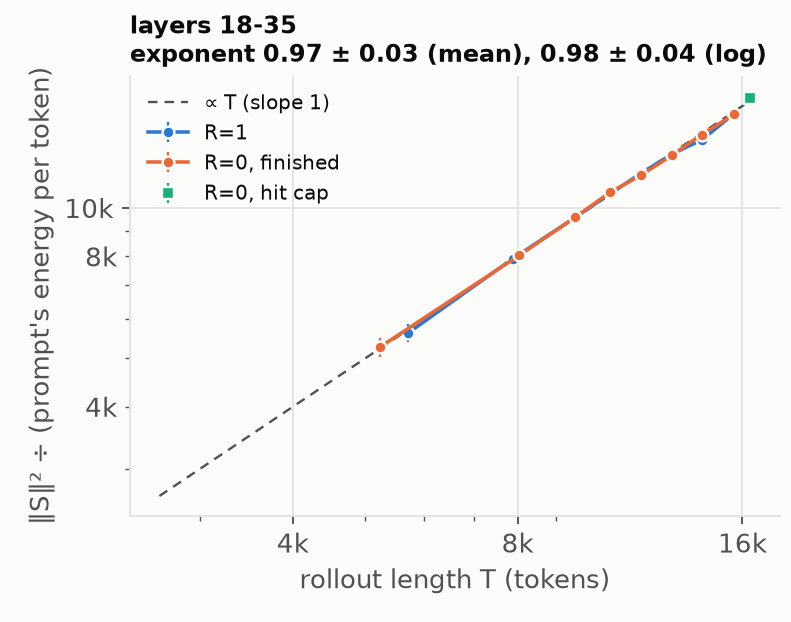 layers 18-35
exponent 0.97 ± 0.03 (mean), 0.98 ± 0.04 (log)
∝ T (slope 1)
R=1
R=0, finished
R=0, hit cap
‖S‖² ÷ (prompt's energy per token)
10k
8k
4k
4k
8k
16k
rollout length T (tokens)